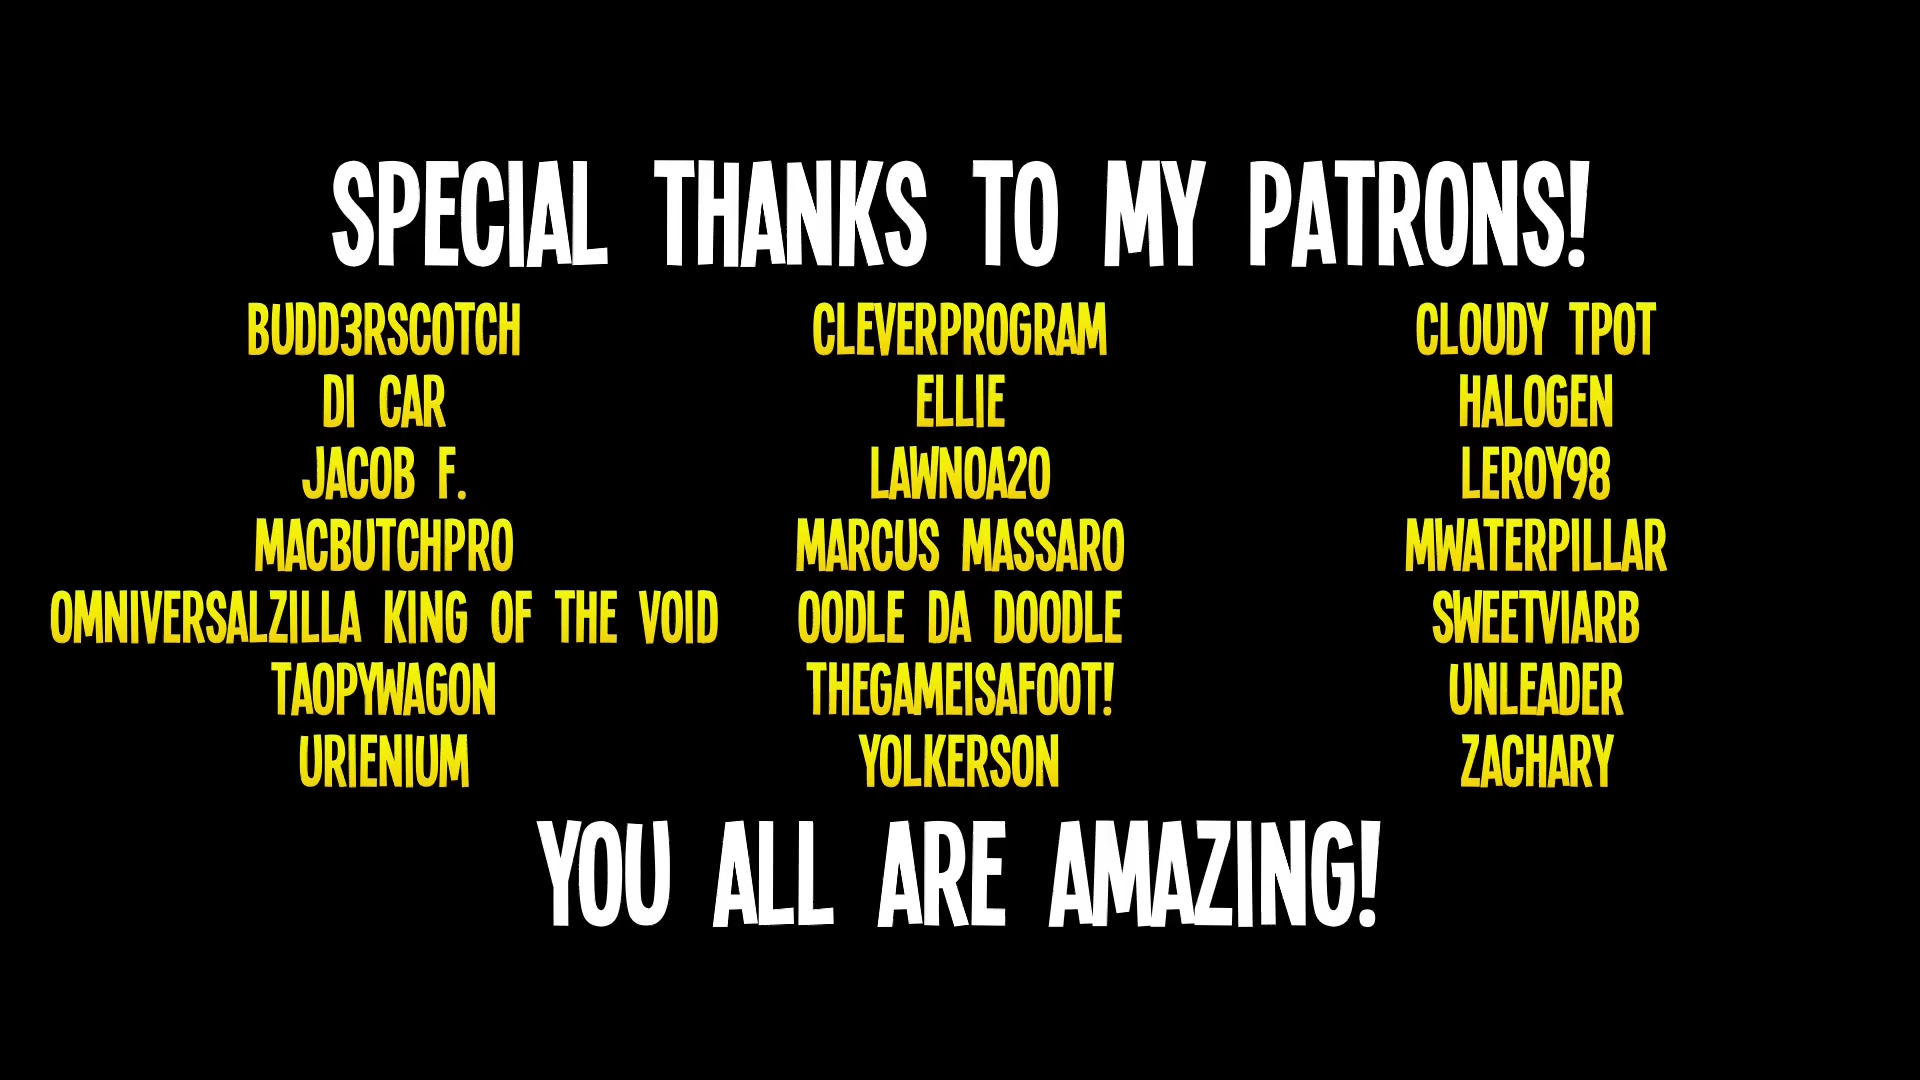 SPECIAL THANKS TO MY PATRONS!
BUDD3RSCOTCH CLEVERPROGRAM CLOUDY TPOT
DI CAR ELLIE HALOGEN
JACOB F. LAWNOA20 LEROY98
MACBUTCHPRO MARCUS MASSARO MWATERPILLAR
OMNIVERSALZILLA KING OF THE VOID OODLE DA DOODLE SWEETVIARB
TAOPYWAGON THEGAMEISAFOOT! UNLEADER
URIENIUM YOLKERSON ZACHARY
YOU ALL ARE AMAZING!